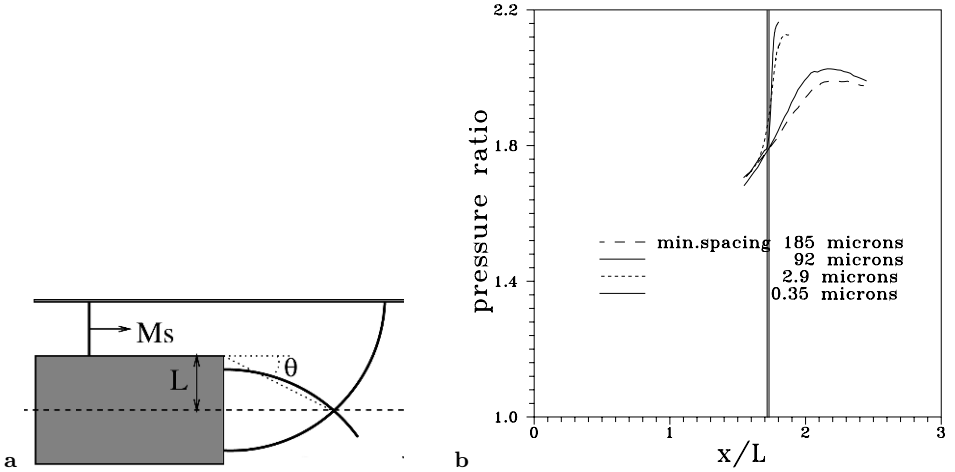 Ms
θ
L
a
2.2
1.8
1.4
1.0
pressure ratio
min.spacing 185 microns
92 microns
2.9 microns
0.35 microns
0 1 2 3
x/L
b